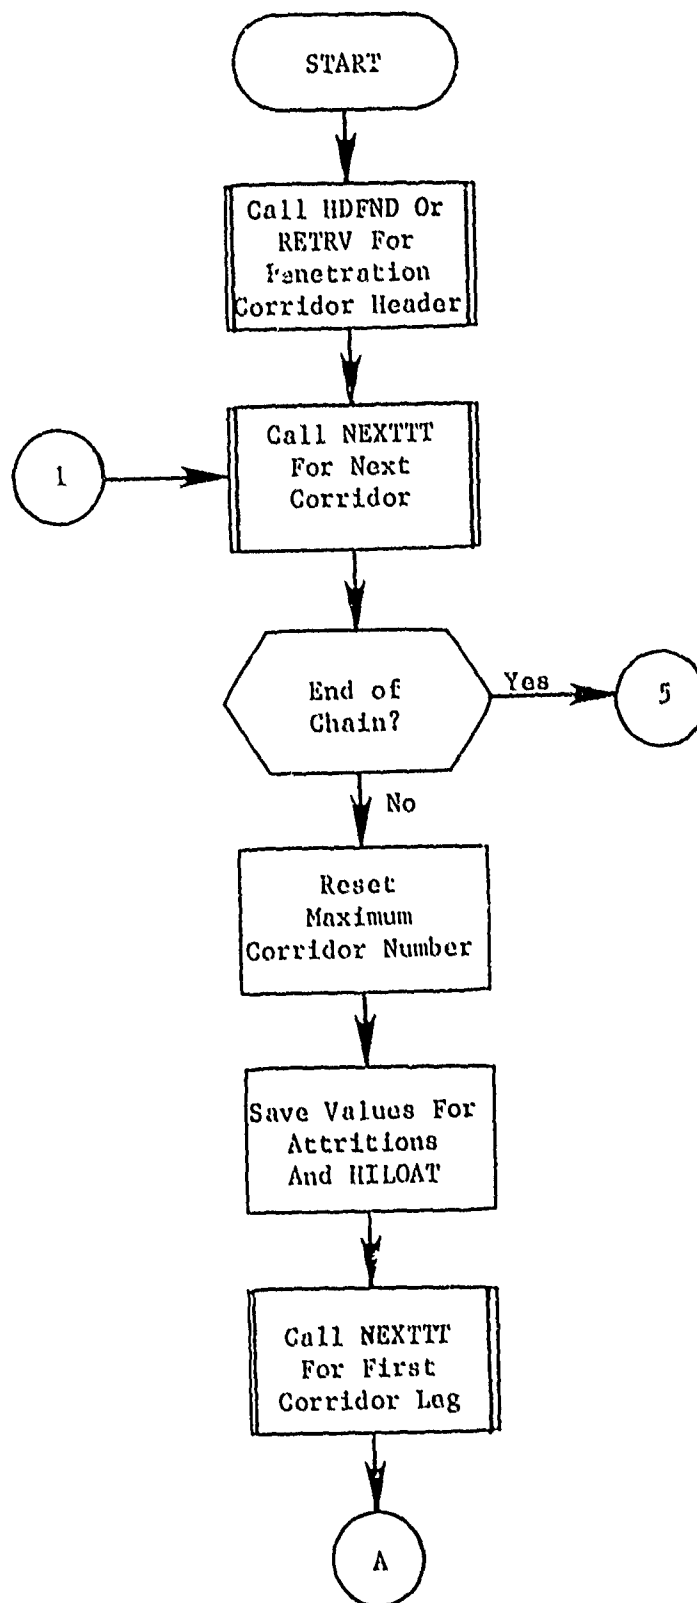 START
Call HDFND Or
RETRV For
Penetration
Corridor Header
Call NEXTTT
For Next
Corridor
1
End of
Chain?
Yes
5
No
Reset
Maximum
Corridor Number
Save Values For
Attritions
And HILOAT
Call NEXTTT
For First
Corridor Leg
A